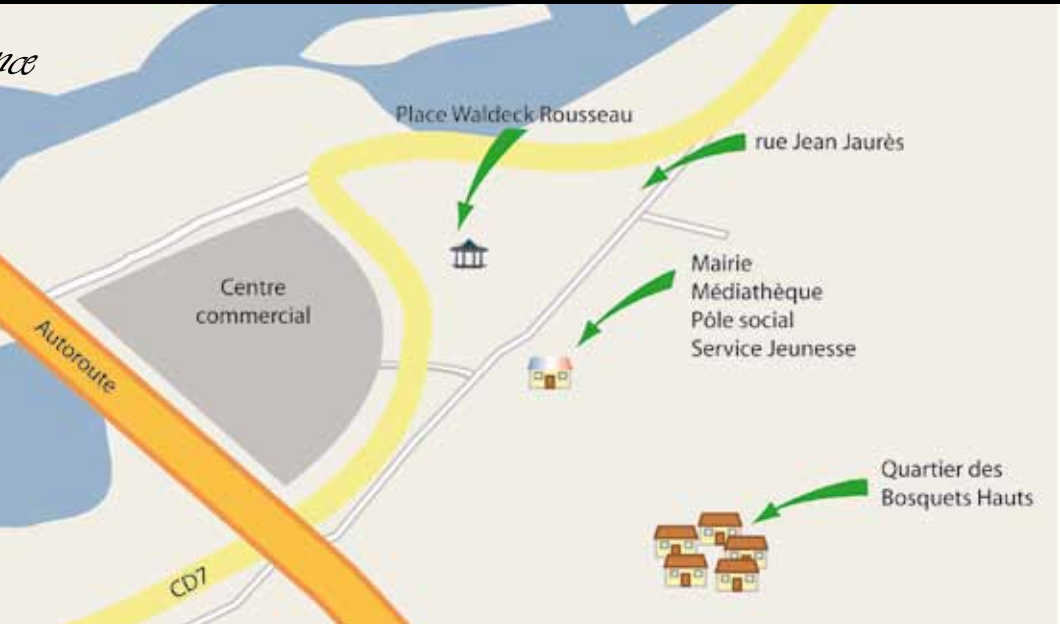 Place Waldeck Rousseau
rue Jean Jaurès
Mairie
Médiathèque
Pôle social
Service Jeunesse
Centre
commercial
Autoroute
Quartier des
Bosquets Hauts
CD7